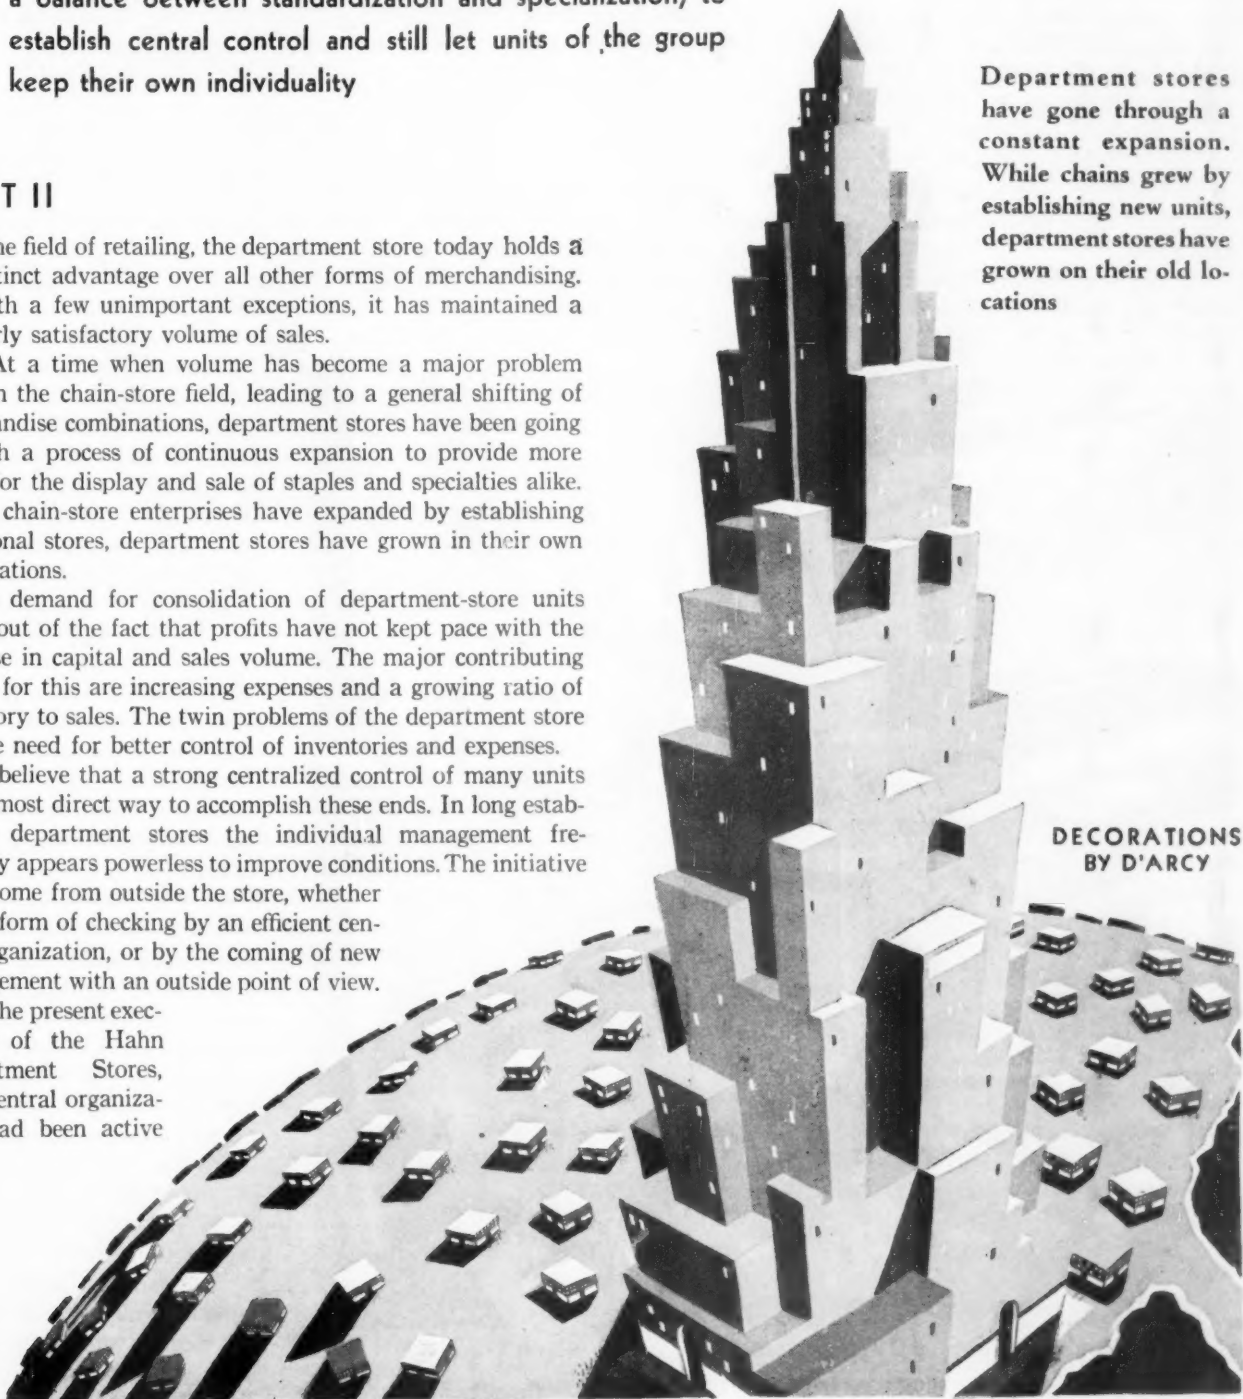 a balance between standardization and specialization, to
establish central control and still let units of the group
keep their own individuality
Department stores
have gone through a
constant expansion.
While chains grew by
establishing new units,
department stores have
grown on their old lo-
cations
T II
ne field of retailing, the department store today holds a
tinct advantage over all other forms of merchandising.
th a few unimportant exceptions, it has maintained a
rly satisfactory volume of sales.
At a time when volume has become a major problem
n the chain-store field, leading to a general shifting of
andise combinations, department stores have been going
h a process of continuous expansion to provide more
or the display and sale of staples and specialties alike.
chain-store enterprises have expanded by establishing
onal stores, department stores have grown in their own
ations.
demand for consolidation of department-store units
out of the fact that profits have not kept pace with the
e in capital and sales volume. The major contributing
for this are increasing expenses and a growing ratio of
ory to sales. The twin problems of the department store
e need for better control of inventories and expenses.
believe that a strong centralized control of many units
most direct way to accomplish these ends. In long estab-
department stores the individual management fre-
y appears powerless to improve conditions. The initiative
ome from outside the store, whether
form of checking by an efficient cen-
ganization, or by the coming of new
ement with an outside point of view.
he present exec-
of the Hahn
tment Stores,
entral organiza-
ad been active
DECORATIONS
BY D'ARCY